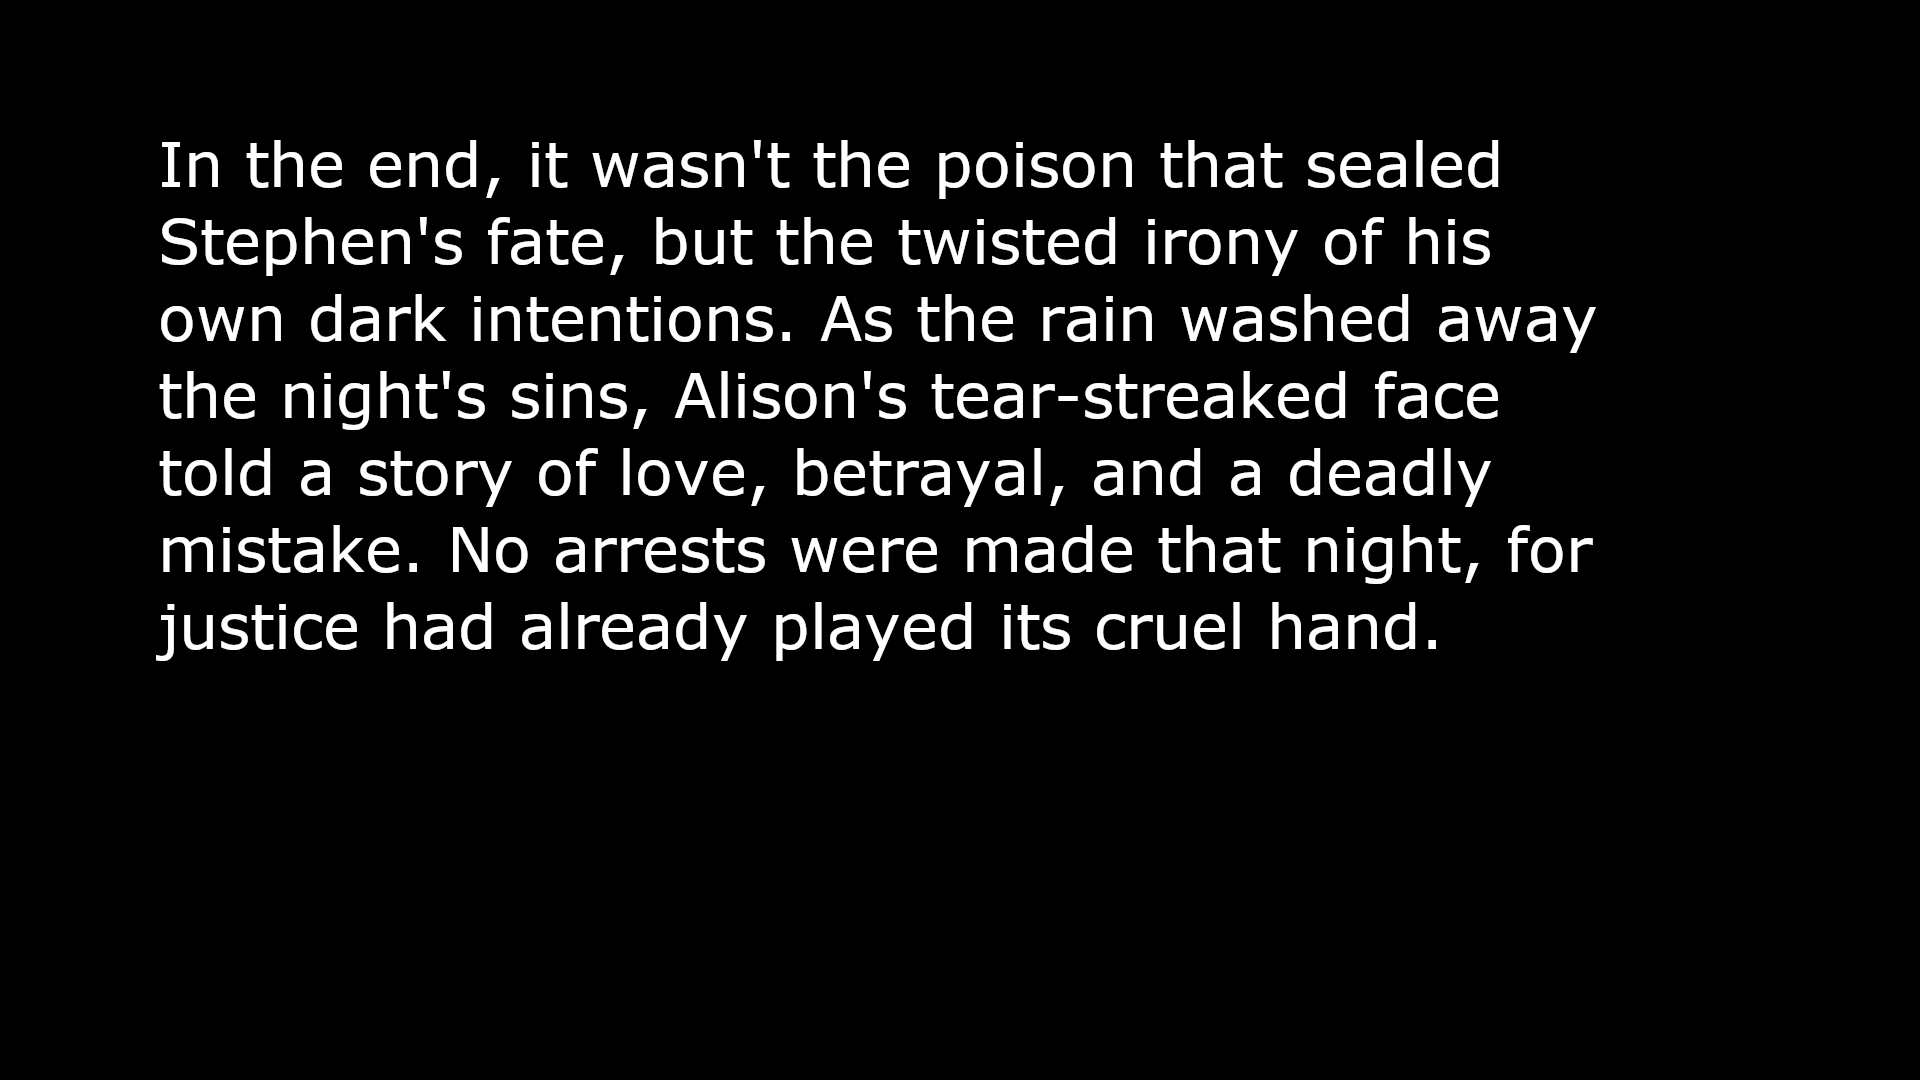 In the end, it wasn't the poison that sealed
Stephen's fate, but the twisted irony of his
own dark intentions. As the rain washed away
the night's sins, Alison's tear-streaked face
told a story of love, betrayal, and a deadly
mistake. No arrests were made that night, for
justice had already played its cruel hand.